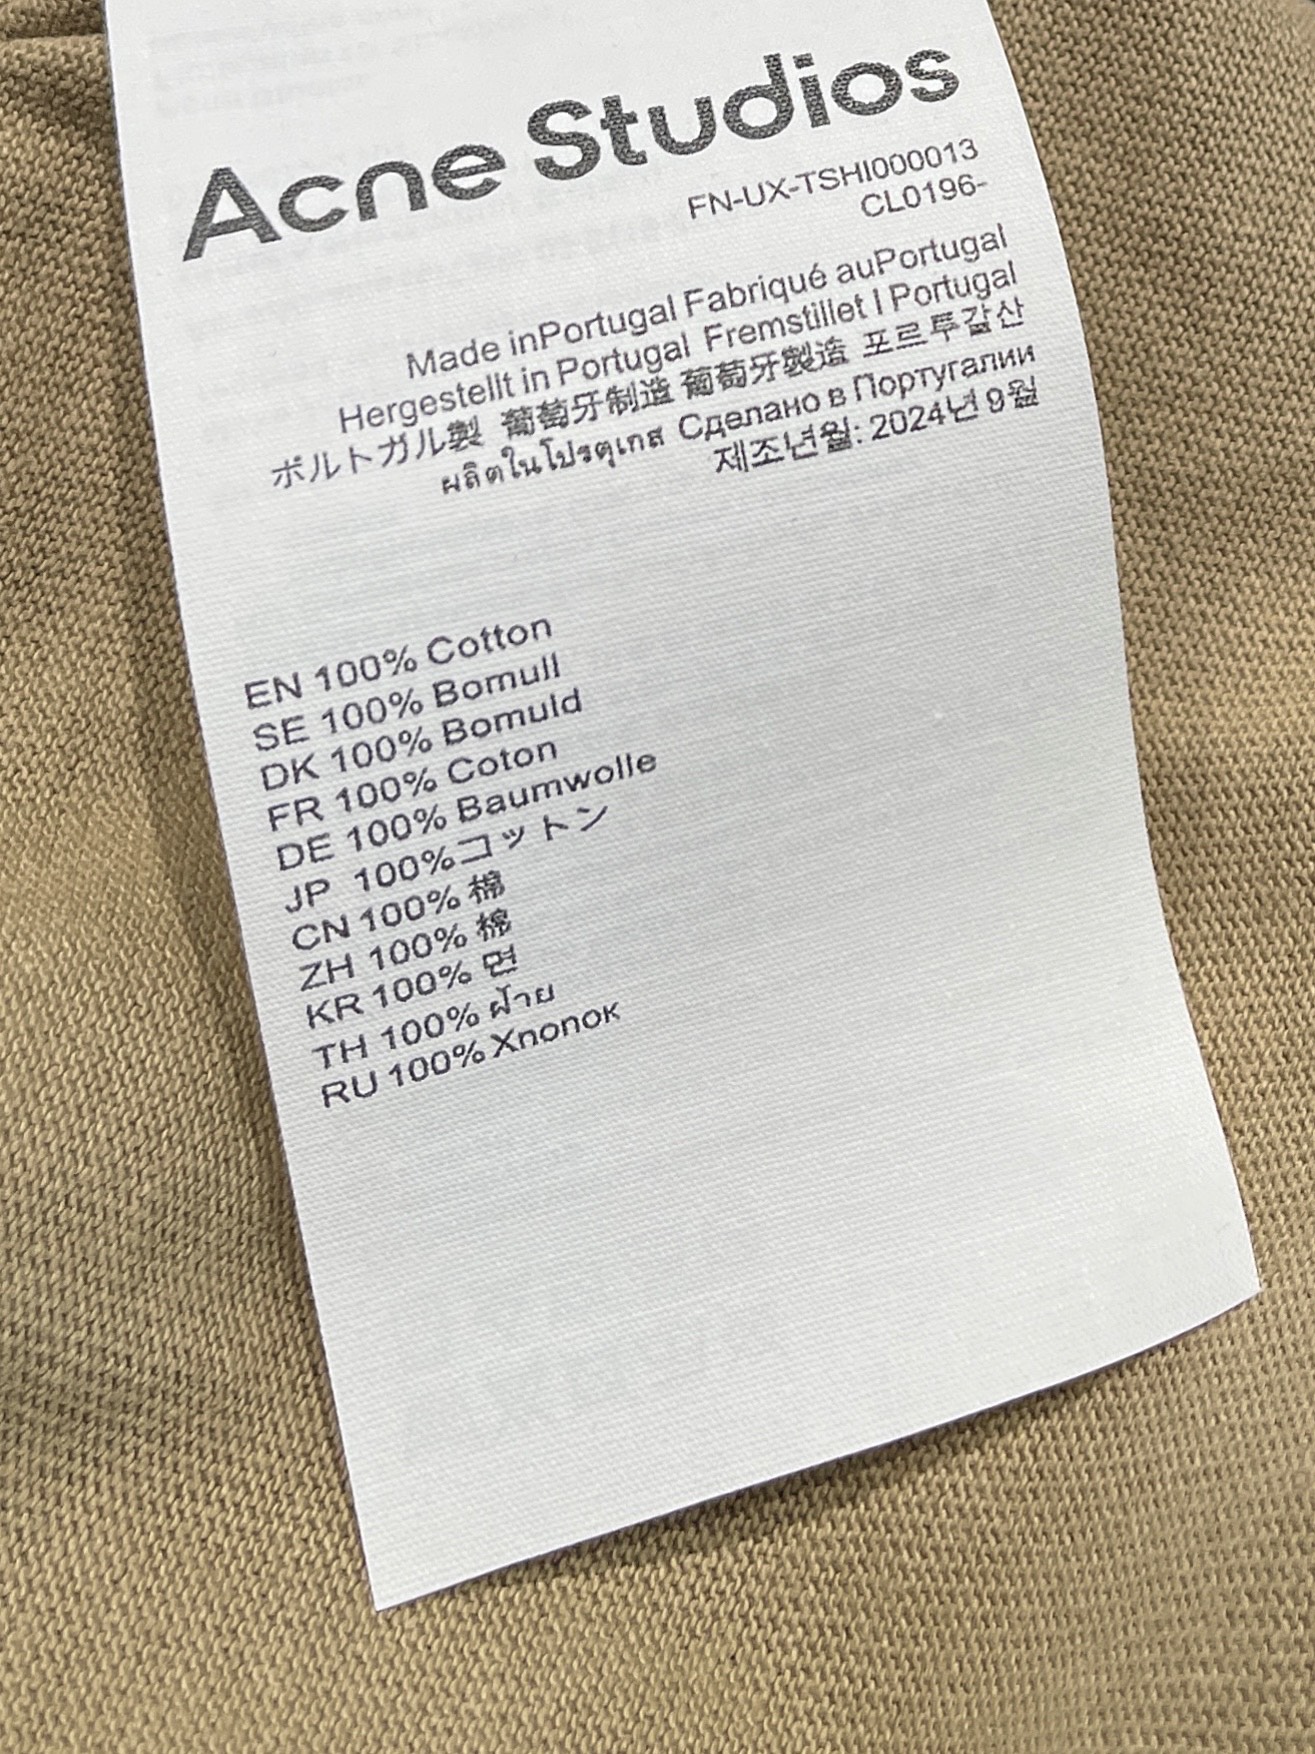 Acne Studios
FN-UX-TSHI000013
CL0196-
Made inPortugal Fabriqué auPortugal
Hergestellt in Portugal Fremstillet I Portugal
ポルトガル製 葡萄牙制造 葡萄牙製造 포르투갈산
ผลิตในโปรตุเกส Сделано в Португалии
제조년월: 2024년 9월
EN 100% Cotton
SE 100% Bomull
DK 100% Bomuld
FR 100% Coton
DE 100% Baumwolle
JP 100%コットン
CN 100% 棉
ZH 100% 棉
KR 100% 면
TH 100% ฝ้าย
RU 100% Хлопок